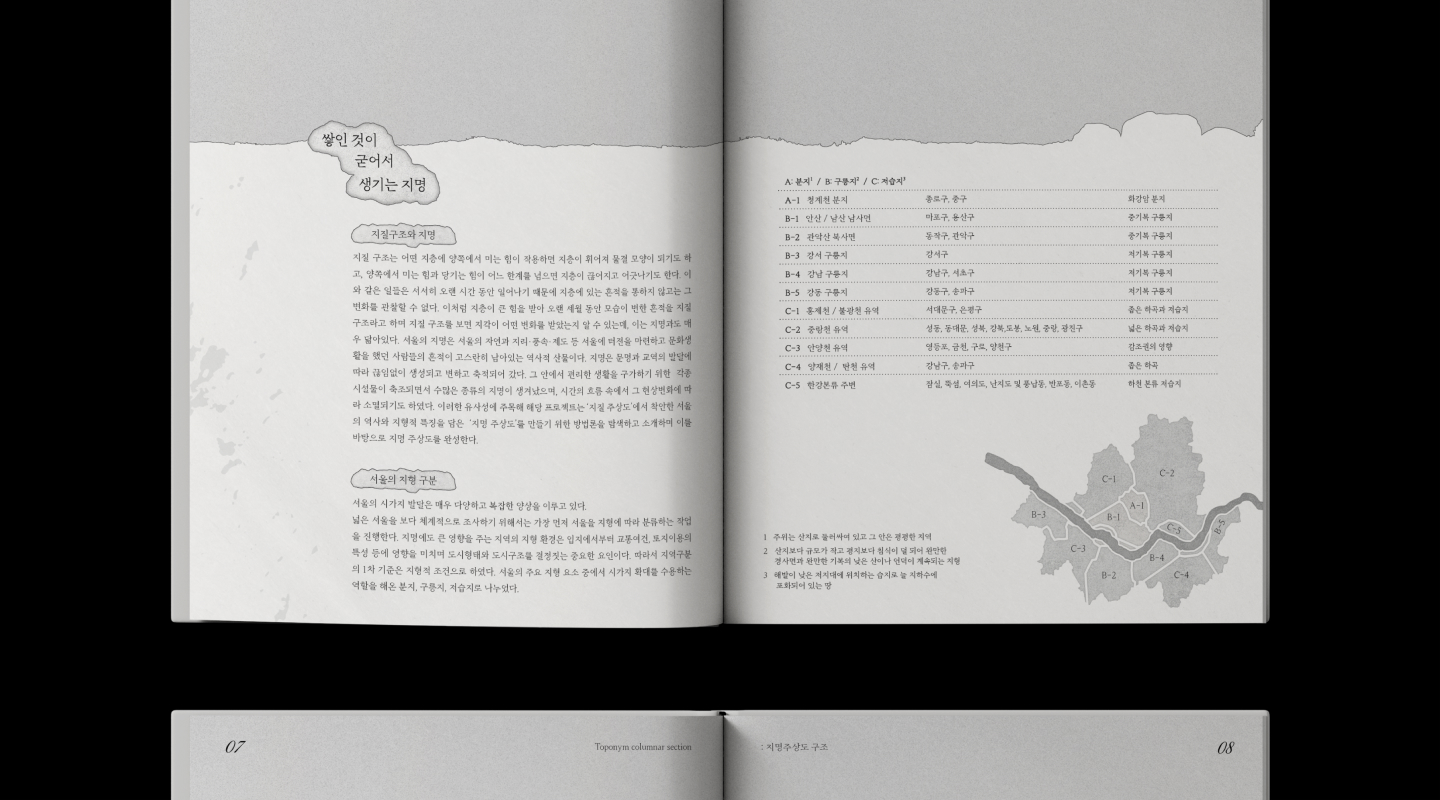 쌓인 것이
굳어서
생기는 지명
지질구조와 지명
지질 구조는 어떤 지층에 양쪽에서 미는 힘이 작용하면 지층이 휘어져 물결 모양이 되기도 하
고, 양쪽에서 미는 힘과 당기는 힘이 어느 한계를 넘으면 지층이 끊어지고 어긋나기도 한다. 이
와 같은 일들은 서서히 오랜 시간 동안 일어나기 때문에 지층에 있는 흔적을 통하지 않고는 그
변화를 관찰할 수 없다. 이처럼 지층이 큰 힘을 받아 오랜 세월 동안 모습이 변한 흔적을 지질
구조라고 하며 지질 구조를 보면 지각이 어떤 변화를 받았는지 알 수 있는데, 이는 지명과도 매
우 닮아있다. 서울의 지명은 서울의 자연과 지리·풍속·제도 등 서울에 터전을 마련하고 문화생
활을 했던 사람들의 흔적이 고스란히 남아있는 역사적 산물이다. 지명은 문명과 교역의 발달에
따라 끊임없이 생성되고 변하고 축적되어 갔다. 그 안에서 편리한 생활을 구가하기 위한 각종
시설물이 축조되면서 수많은 종류의 지명이 생겨났으며, 시간의 흐름 속에서 그 현상변화에 따
라 소멸되기도 하였다. 이러한 유사성에 주목해 해당 프로젝트는 '지질 주상도'에서 착안한 서울
의 역사와 지형적 특징을 담은 '지명 주상도'를 만들기 위한 방법론을 탐색하고 소개하며 이를
바탕으로 지명 주상도를 완성한다.
서울의 지형 구분
서울의 시가지 발달은 매우 다양하고 복잡한 양상을 이루고 있다.
넓은 서울을 보다 체계적으로 조사하기 위해서는 가장 먼저 서울을 지형에 따라 분류하는 작업
을 진행한다. 지명에도 큰 영향을 주는 지역의 지형 환경은 입지에서부터 교통여건, 토지이용의
특성 등에 영향을 미치며 도시형태와 도시구조를 결정짓는 중요한 요인이다. 따라서 지역구분
의 1차 기준은 지형적 조건으로 하였다. 서울의 주요 지형 요소 중에서 시가지 확대를 수용하는
역할을 해온 분지, 구릉지, 저습지로 나누었다.
A: 분지¹ / B: 구릉지² / C: 저습지³
A-1 청계천 분지 종로구, 중구 화강암 분지
B-1 안산 / 남산 남사면 마포구, 용산구 중기복 구릉지
B-2 관악산 북사면 동작구, 관악구 중기복 구릉지
B-3 강서 구릉지 강서구 저기복 구릉지
B-4 강남 구릉지 강남구, 서초구 저기복 구릉지
B-5 강동 구릉지 강동구, 송파구 저기복 구릉지
C-1 홍제천 / 불광천 유역 서대문구, 은평구 좁은 하곡과 저습지
C-2 중랑천 유역 성동, 동대문, 성북, 강북,도봉, 노원, 중랑, 광진구 넓은 하곡과 저습지
C-3 안양천 유역 영등포, 금천, 구로, 양천구 감조권의 영향
C-4 양재천 / 탄천 유역 강남구, 송파구 좁은 하곡
C-5 한강본류 주변 잠실, 뚝섬, 여의도, 난지도 및 풍납동, 반포동, 이촌동 하천 본류 저습지
C-2
C-1
A-1
B-3
B-1
C-5
B-5
C-3
B-4
B-2
C-4
1 주위는 산지로 둘러싸여 있고 그 안은 평평한 지역
2 산지보다 규모가 작고 평지보다 침식이 덜 되어 완만한
경사면과 완만한 기복의 낮은 산이나 언덕이 계속되는 지형
3 해발이 낮은 저지대에 위치하는 습지로 늘 지하수에
포화되어 있는 땅
07
Toponym columnar section
: 지명주상도 구조
08